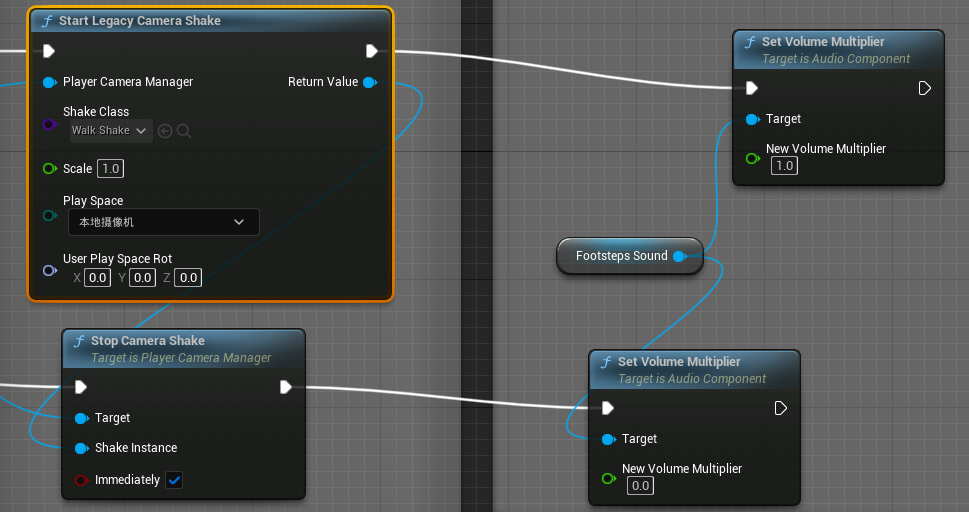 Start Legacy Camera Shake
Player Camera Manager
Return Value
Shake Class
Walk Shake
Scale 1.0
Play Space
本地摄像机
User Play Space Rot
X 0.0 Y 0.0 Z 0.0
Set Volume Multiplier
Target is Audio Component
Target
New Volume Multiplier
1.0
Footsteps Sound
Stop Camera Shake
Target is Player Camera Manager
Target
Shake Instance
Immediately
Set Volume Multiplier
Target is Audio Component
Target
New Volume Multiplier
0.0